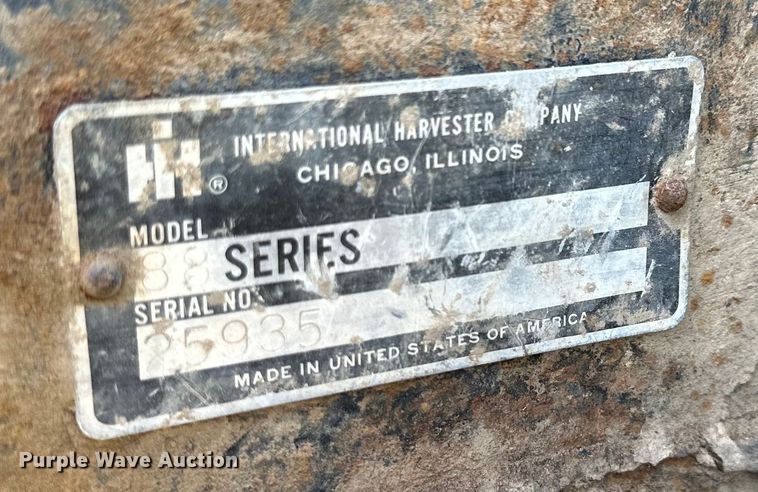 IH ®
INTERNATIONAL HARVESTER COMPANY
CHICAGO, ILLINOIS
MODEL
88 SERIES
SERIAL NO.
25935
MADE IN UNITED STATES OF AMERICA
Purple Wave Auction